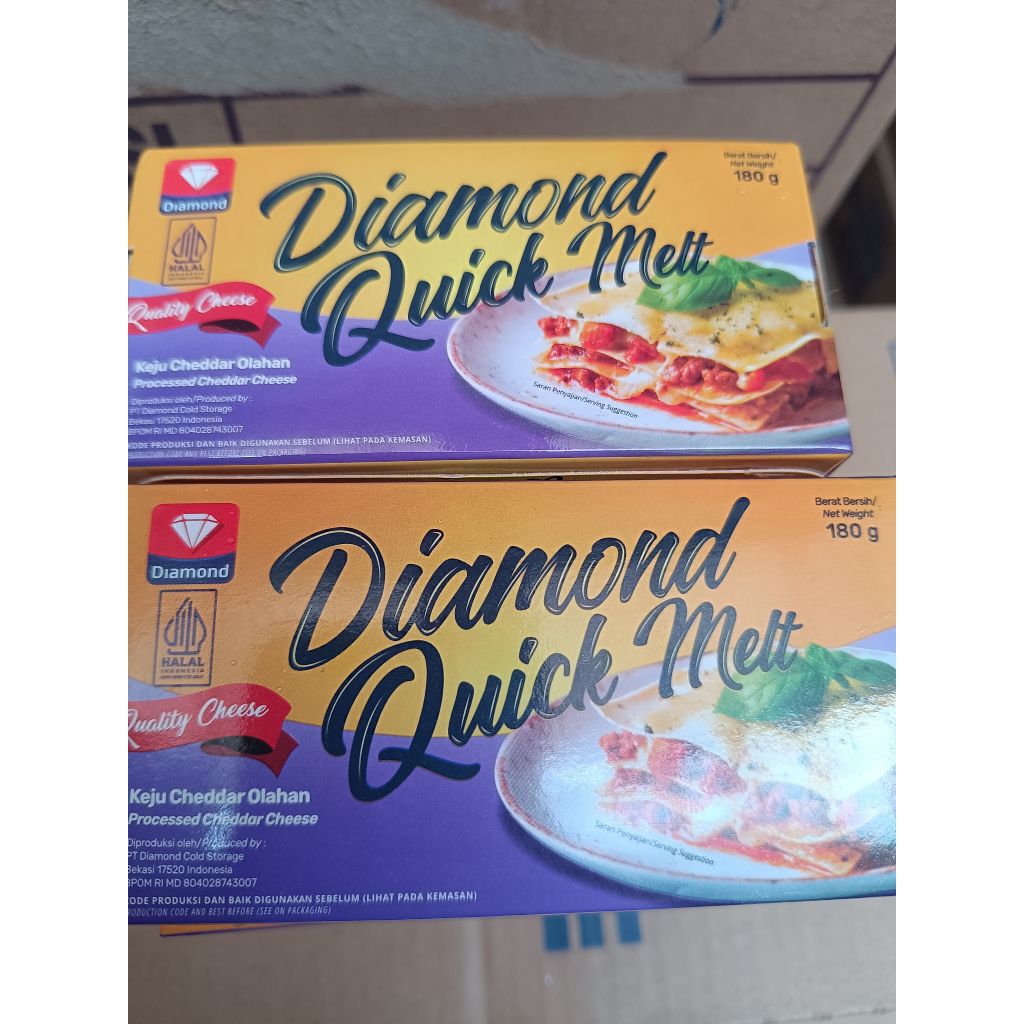 Diamond
HALAL
INDONESIA
Quality Cheese
Diamond
Quick Melt
Berat Bersih/
Net Weight
180 g
Keju Cheddar Olahan
Processed Cheddar Cheese
Diproduksi oleh/Produced by :
PT Diamond Cold Storage
Bekasi 17520 Indonesia
BPOM RI MD 804028743007
KODE PRODUKSI DAN BAIK DIGUNAKAN SEBELUM (LIHAT PADA KEMASAN)
PRODUCTION CODE AND BEST BEFORE (SEE ON PACKAGING)
Saran Penyajian/Serving Suggestion
Diamond
HALAL
INDONESIA
Quality Cheese
Diamond
Quick Melt
Berat Bersih/
Net Weight
180 g
Keju Cheddar Olahan
Processed Cheddar Cheese
Diproduksi oleh/Produced by :
PT Diamond Cold Storage
Bekasi 17520 Indonesia
BPOM RI MD 804028743007
KODE PRODUKSI DAN BAIK DIGUNAKAN SEBELUM (LIHAT PADA KEMASAN)
PRODUCTION CODE AND BEST BEFORE (SEE ON PACKAGING)
Saran Penyajian/Serving Suggestion